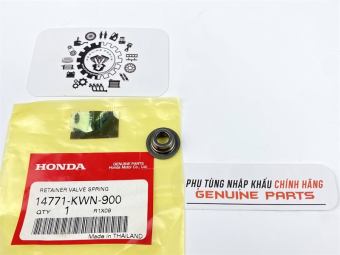 HONDA
GENUINE PARTS
Honda Motor Co., Ltd.
RETAINER VALVE SPRING
14771-KWN-900
QTY 1 R1X09
Made in THAILAND
PHỤ TÙNG NHẬP KHẨU CHÍNH HÃNG
GENUINE PARTS